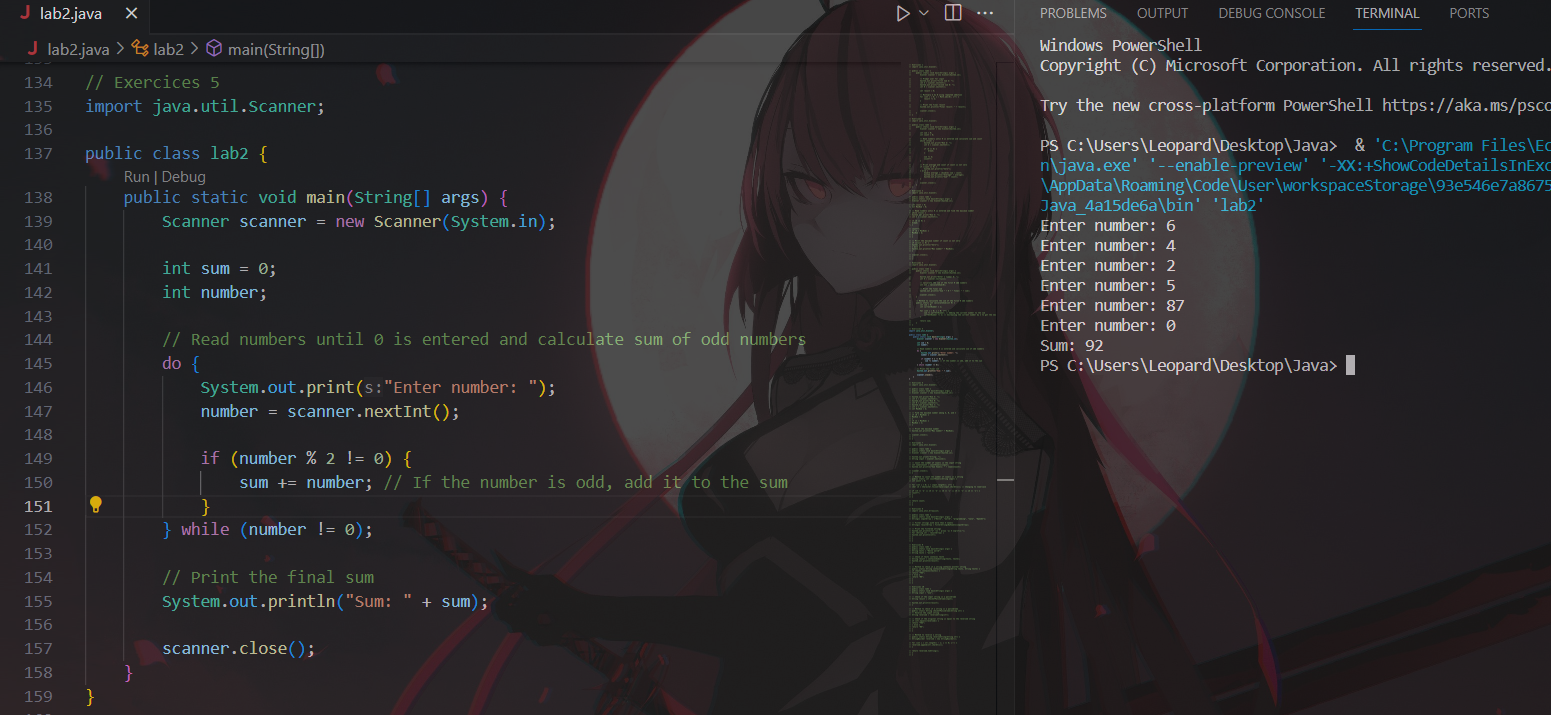 lab2.java
lab2.java > lab2 > main(String[])
134 // Exercices 5
135 import java.util.Scanner;
136
137 public class lab2 {
Run | Debug
138 public static void main(String[] args) {
139 Scanner scanner = new Scanner(System.in);
140
141 int sum = 0;
142 int number;
143
144 // Read numbers until 0 is entered and calculate sum of odd numbers
145 do {
146 System.out.print(s:"Enter number: ");
147 number = scanner.nextInt();
148
149 if (number % 2 != 0) {
150 sum += number; // If the number is odd, add it to the sum
151 }
152 } while (number != 0);
153
154 // Print the final sum
155 System.out.println("Sum: " + sum);
156
157 scanner.close();
158 }
159 }
PROBLEMS OUTPUT DEBUG CONSOLE TERMINAL PORTS
Windows PowerShell
Copyright (C) Microsoft Corporation. All rights reserved.
Try the new cross-platform PowerShell https://aka.ms/psco
PS C:\Users\Leopard\Desktop\Java> & 'C:\Program Files\Ec
n\java.exe' '--enable-preview' '-XX:+ShowCodeDetailsInExc
\AppData\Roaming\Code\User\workspaceStorage\93e546e7a8675
Java_4a15de6a\bin' 'lab2'
Enter number: 6
Enter number: 4
Enter number: 2
Enter number: 5
Enter number: 87
Enter number: 0
Sum: 92
PS C:\Users\Leopard\Desktop\Java>